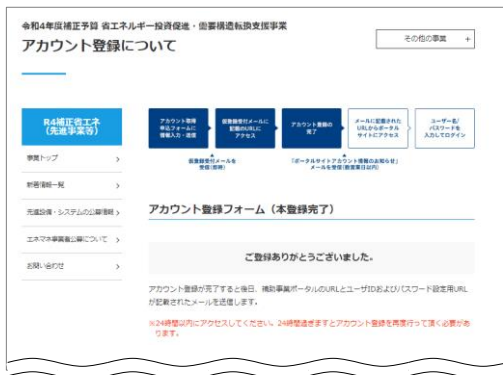 令和4年度補正予算 省エネルギー投資促進・需要構造転換支援事業
アカウント登録について
その他の事業 +
R4補正省エネ
(先進事業等)
事業トップ
新着情報一覧
先進設備・システムの公募情報
エネマネ事業者公募について
お問い合わせ
アカウント取得
申込フォームに
情報入力・送信
仮登録受付メールに
記載のURLに
アクセス
アカウント登録の
完了
メールに記載された
URLからポータル
サイトにアクセス
ユーザー名/
パスワードを
入力してログイン
仮登録受付メールを
受信(即時)
「ポータルサイトアカウント情報のお知らせ」
メールを受信(翌営業日以内)
アカウント登録フォーム(本登録完了)
ご登録ありがとうございました。
アカウント登録が完了すると後日、補助事業ポータルのURLとユーザIDおよびパスワード設定用URL
が記載されたメールを送信します。
※24時間以内にアクセスしてください。24時間過ぎますとアカウント登録を再度行って頂く必要があ
ります。